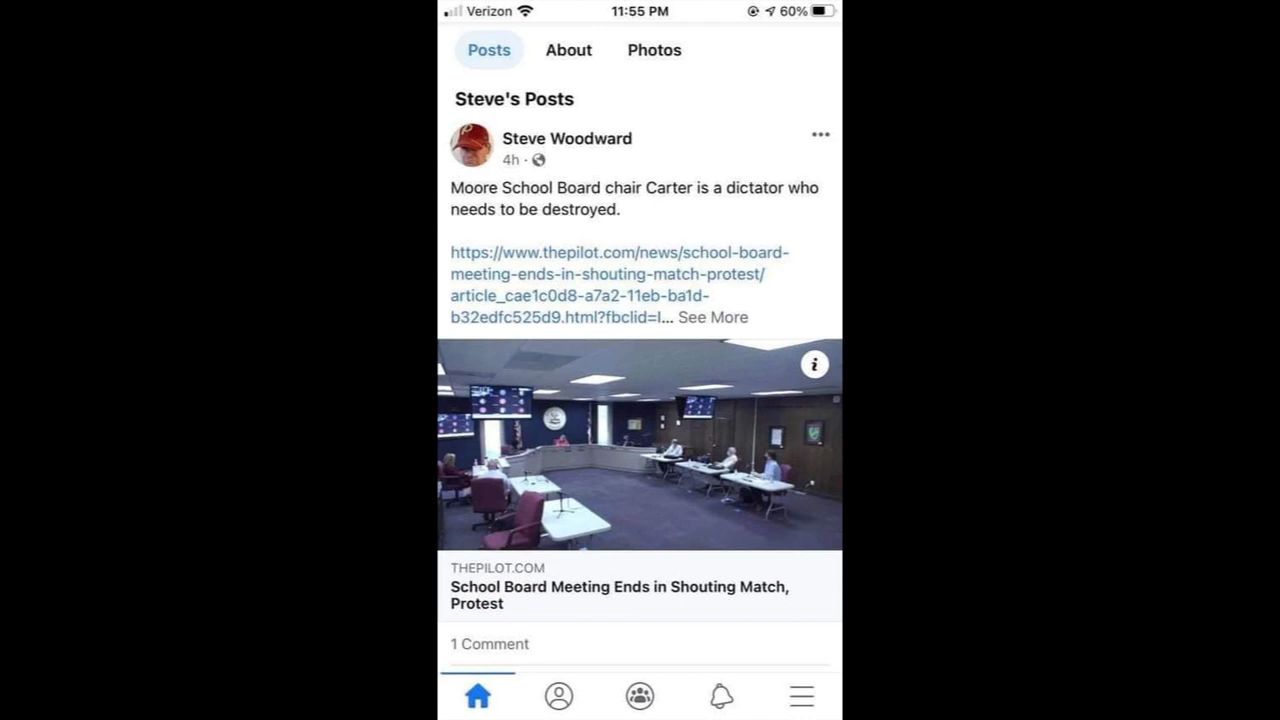 Verizon 11:55 PM 60%
Posts About Photos
Steve's Posts
Steve Woodward
4h ·
Moore School Board chair Carter is a dictator who
needs to be destroyed.
https://www.thepilot.com/news/school-board-
meeting-ends-in-shouting-match-protest/
article_cae1c0d8-a7a2-11eb-ba1d-
b32edfc525d9.html?fbclid=I... See More
THEPILOT.COM
School Board Meeting Ends in Shouting Match,
Protest
1 Comment